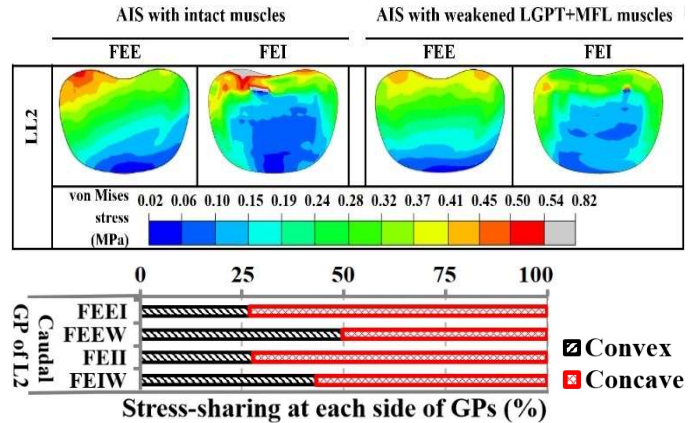 AIS with intact muscles AIS with weakened LGPT+MFL muscles
FEE FEI FEE FEI
LT2
von Mises stress (MPa) 0.02 0.06 0.10 0.15 0.19 0.24 0.28 0.32 0.37 0.41 0.45 0.50 0.54 0.82
0 25 50 75 100
Caudal GP of L2
FEEI
FEEW
FEII
FEIW
Convex
Concave
Stress-sharing at each side of GPs (%)